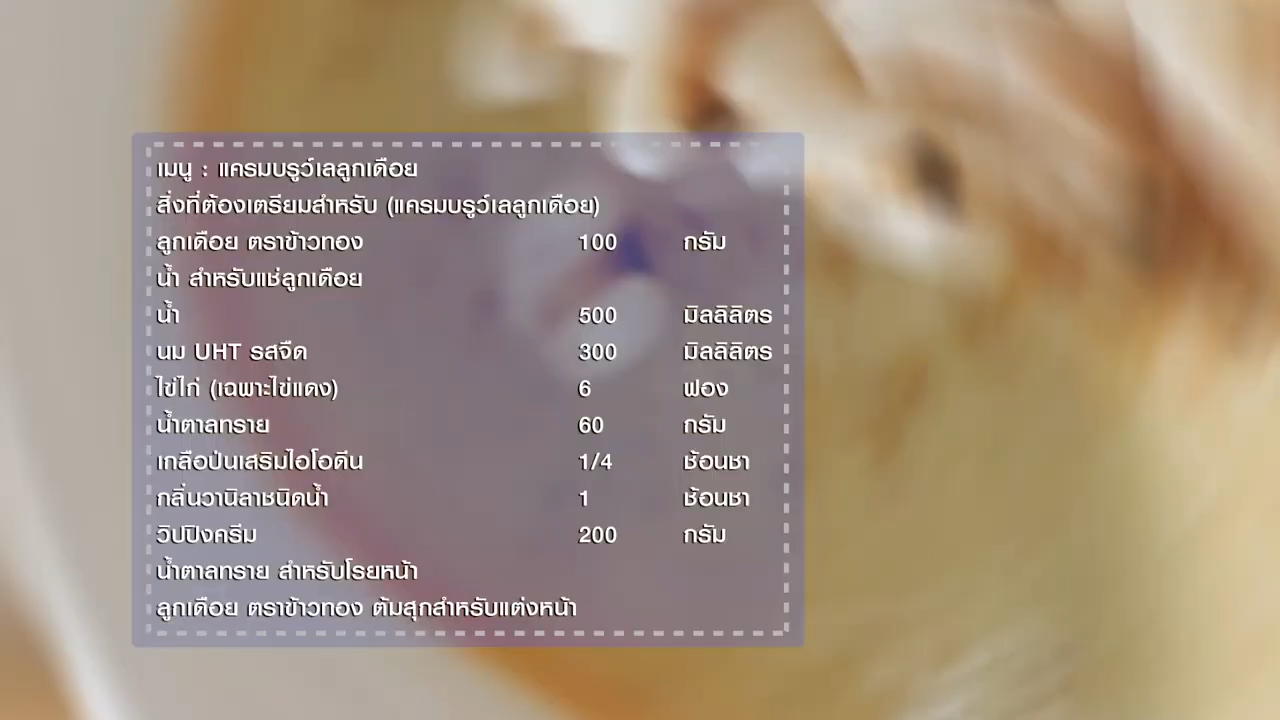 เมนู : แครมบรูว์เลลูกเดือย
สิ่งที่ต้องเตรียมสำหรับ (แครมบรูว์เลลูกเดือย)
ลูกเดือย ตราข้าวทอง 100 กรัม
น้ำ สำหรับแช่ลูกเดือย
น้ำ 500 มิลลิลิตร
นม UHT รสจืด 300 มิลลิลิตร
ไข่ไก่ (เฉพาะไข่แดง) 6 ฟอง
น้ำตาลทราย 60 กรัม
เกลือป่นเสริมไอโอดีน 1/4 ช้อนชา
กลิ่นวานิลาชนิดน้ำ 1 ช้อนชา
วิปปิงครีม 200 กรัม
น้ำตาลทราย สำหรับโรยหน้า
ลูกเดือย ตราข้าวทอง ต้มสุกสำหรับแต่งหน้า